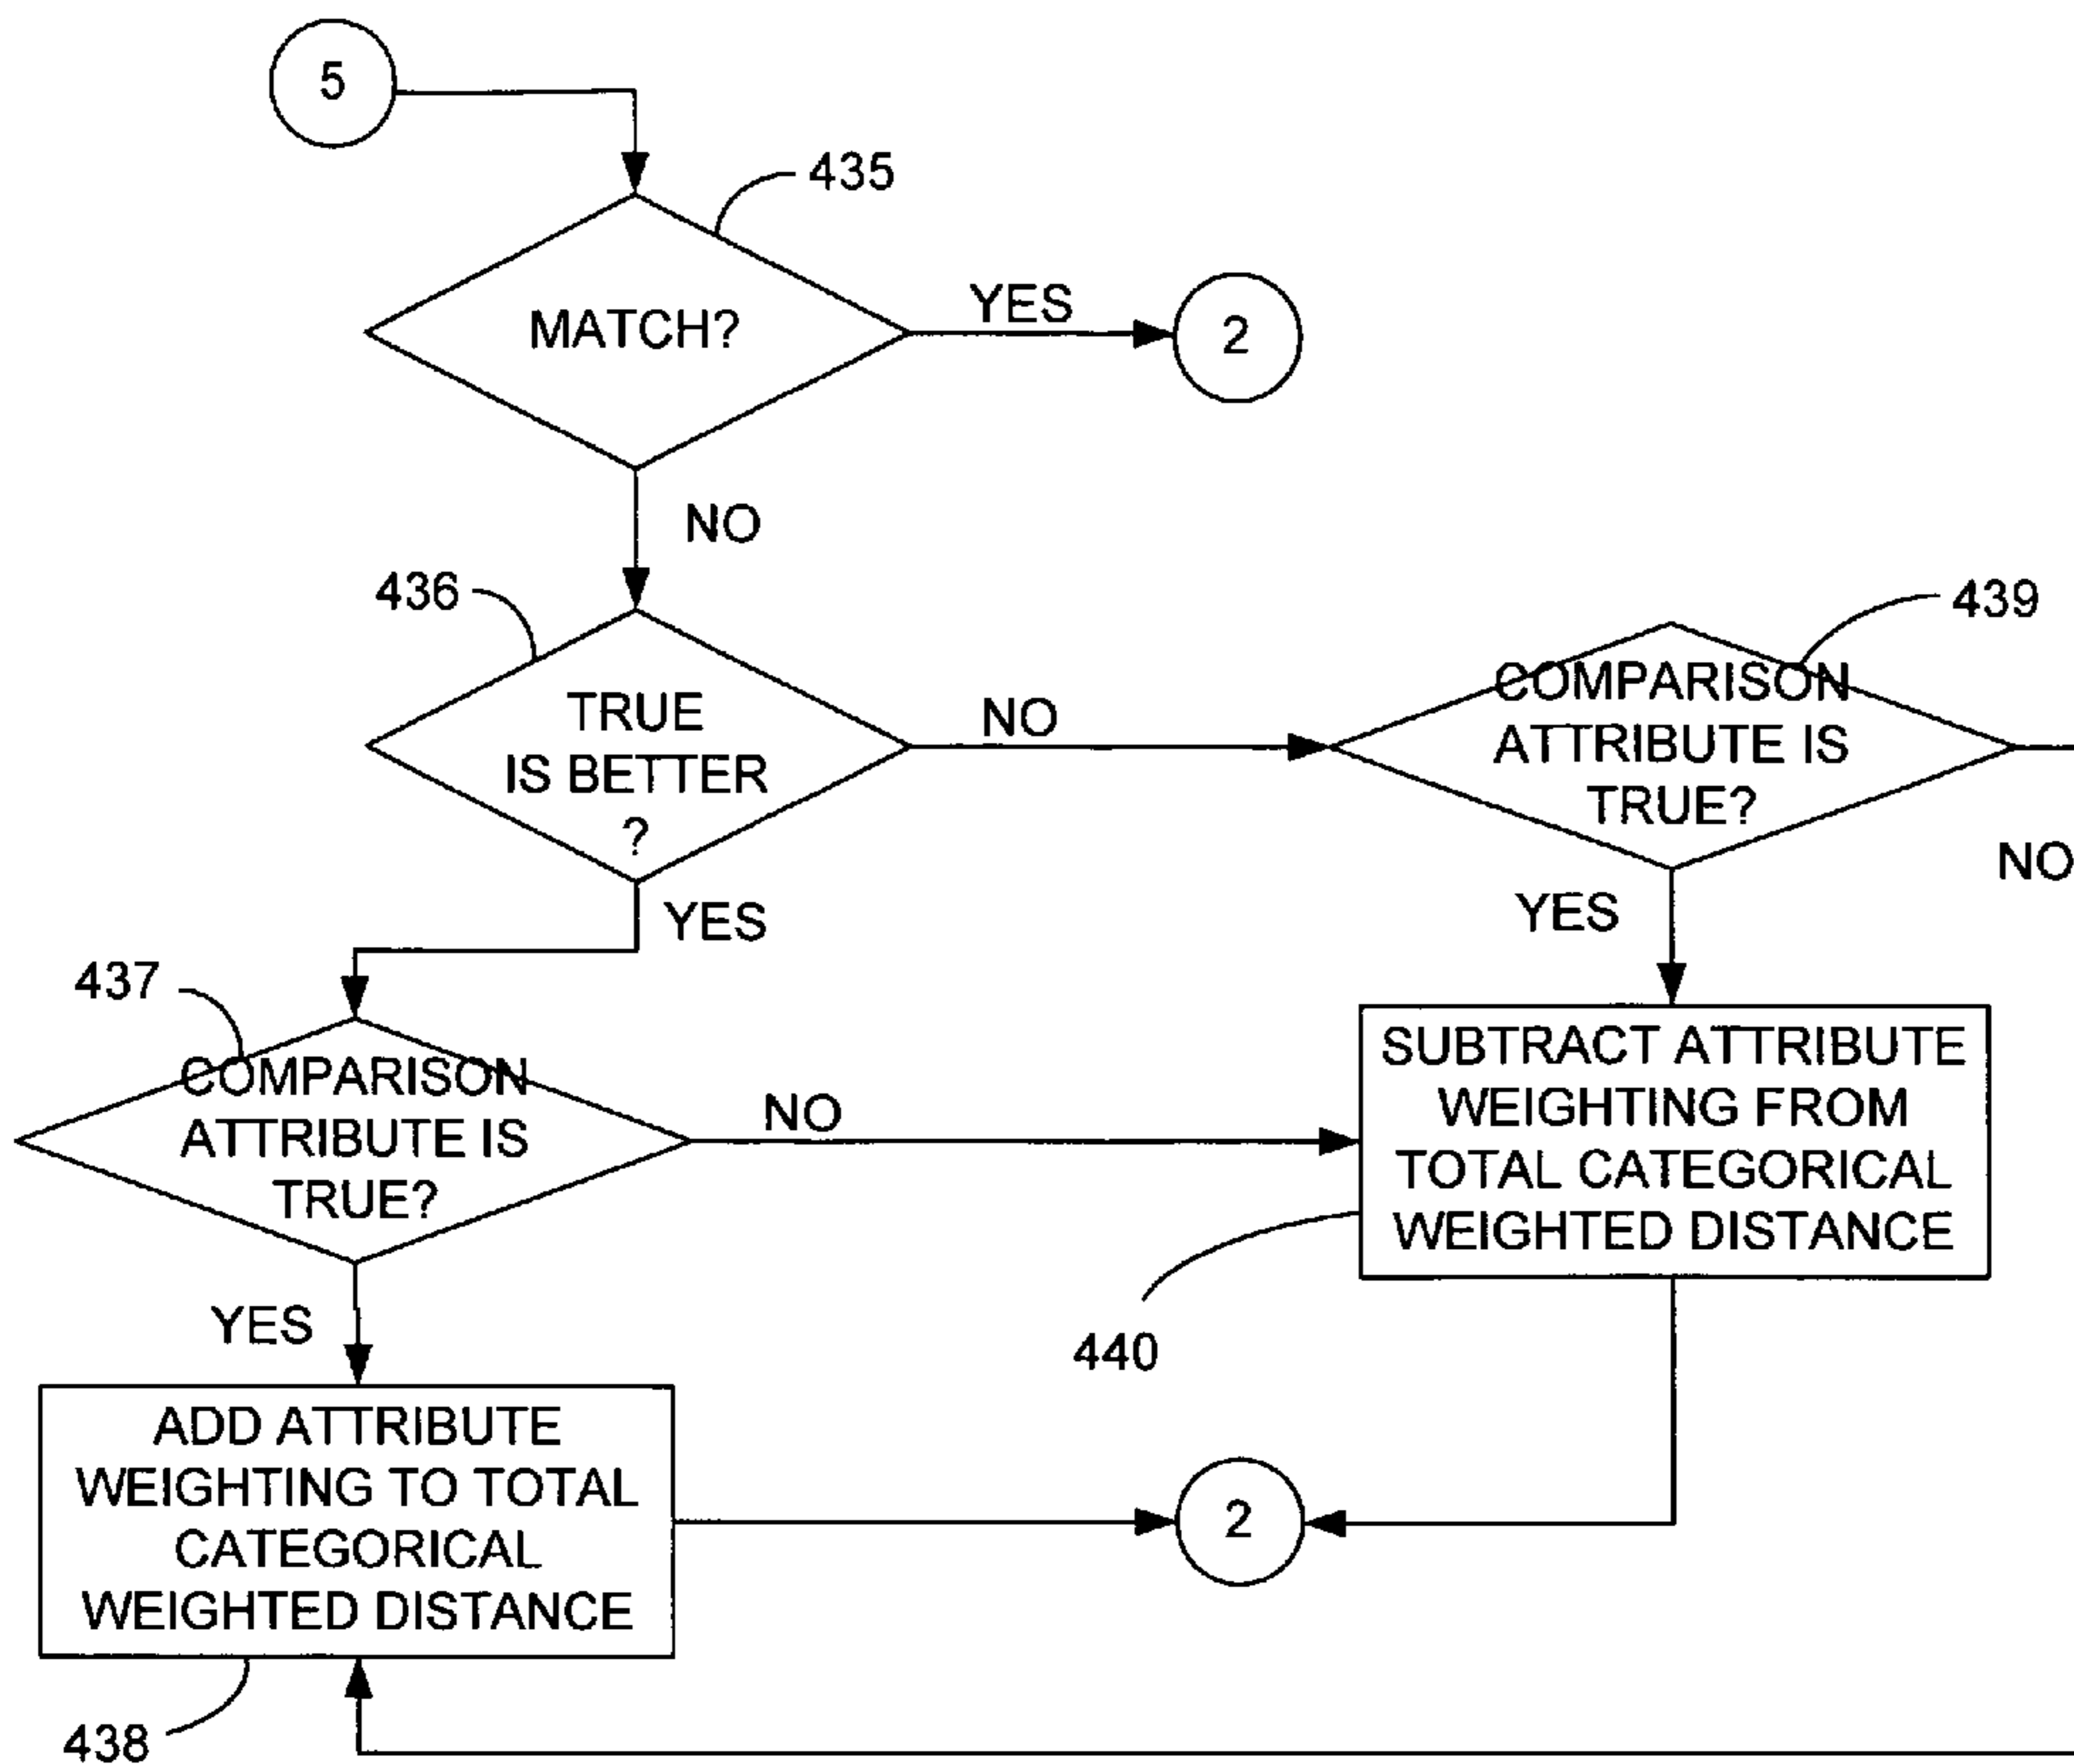 5
435
MATCH?
YES
2
NO
436
TRUE
IS BETTER
?
NO
439
COMPARISON
ATTRIBUTE IS
TRUE?
NO
YES
YES
437
COMPARISON
ATTRIBUTE IS
TRUE?
NO
SUBTRACT ATTRIBUTE
WEIGHTING FROM
TOTAL CATEGORICAL
WEIGHTED DISTANCE
440
YES
ADD ATTRIBUTE
WEIGHTING TO TOTAL
CATEGORICAL
WEIGHTED DISTANCE
2
438